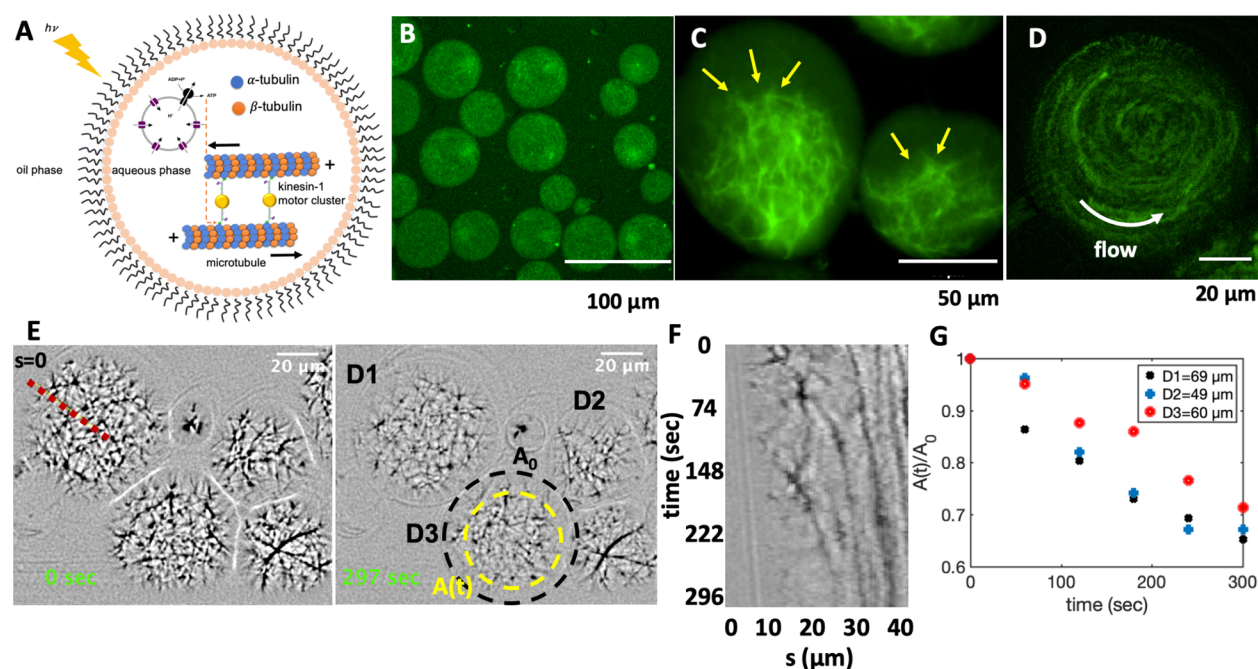 A
hν
ADP+Pi
ATP
H⁺
α-tubulin
β-tubulin
oil phase
aqueous phase
+
kinesin-1
motor cluster
+
microtubule
B
100 μm
C
50 μm
D
flow
20 μm
E
s=0
20 μm
0 sec
20 μm
D1
D2
A₀
D3
A(t)
297 sec
F
0
74
148
222
296
time (sec)
0 10 20 30 40
s (μm)
G
1
0.9
0.8
0.7
0.6
A(t)/A₀
0 100 200 300
time (sec)
D1=69 μm
D2=49 μm
D3=60 μm